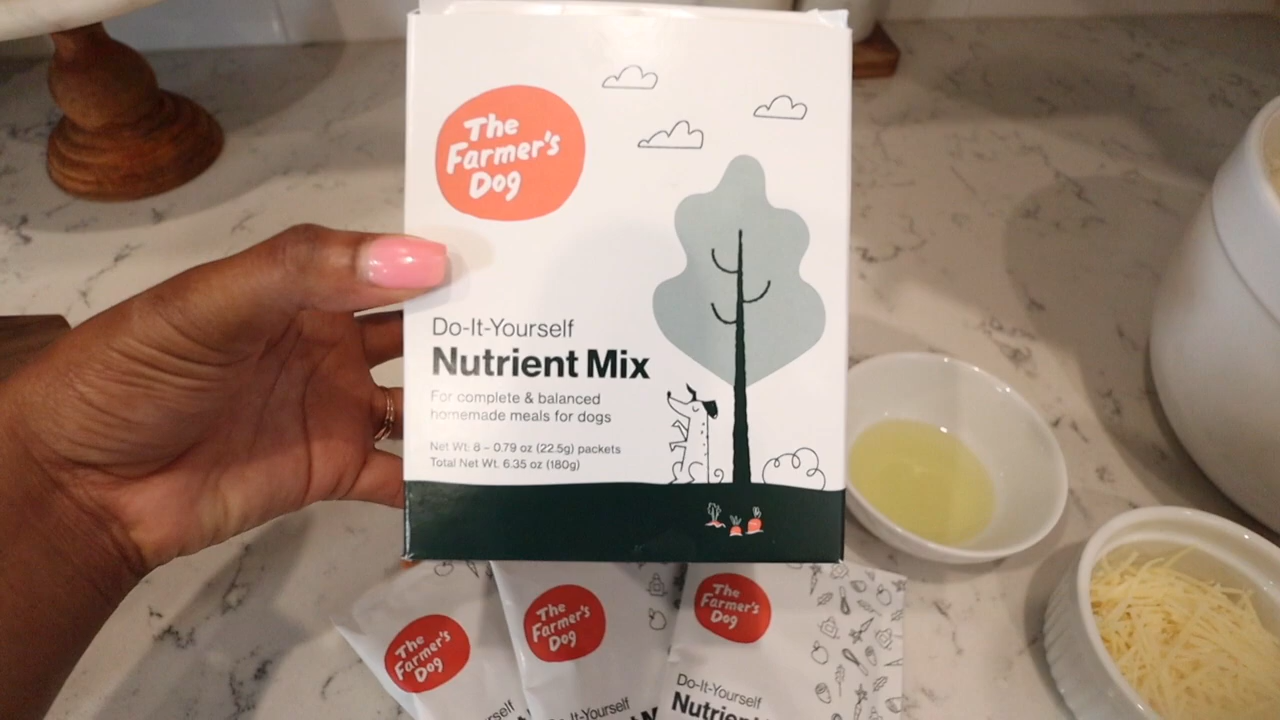 The
Farmer's
Dog
Do-It-Yourself
Nutrient Mix
For complete & balanced
homemade meals for dogs
Net Wt: 8 – 0.79 oz (22.5g) packets
Total Net Wt. 6.35 oz (180g)
The
Farmer's
Dog
The
Farmer's
Dog
The
Farmer's
Dog
Do-It-Yourself